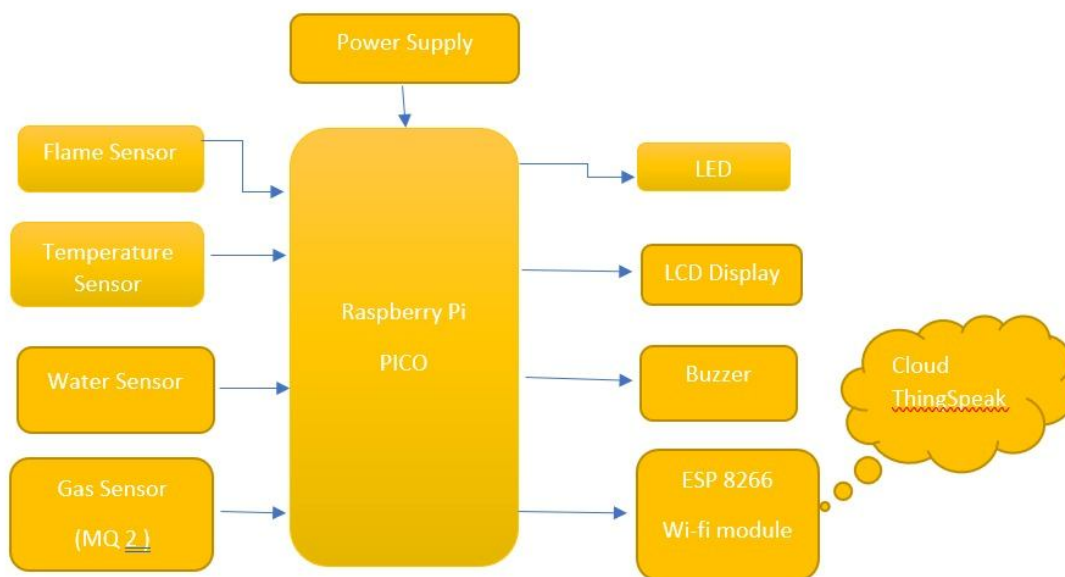 Power Supply
Flame Sensor
Temperature
Sensor
Water Sensor
Gas Sensor
(MQ 2 )
Raspberry Pi
PICO
LED
LCD Display
Buzzer
ESP 8266
Wi-fi module
Cloud
ThingSpeak